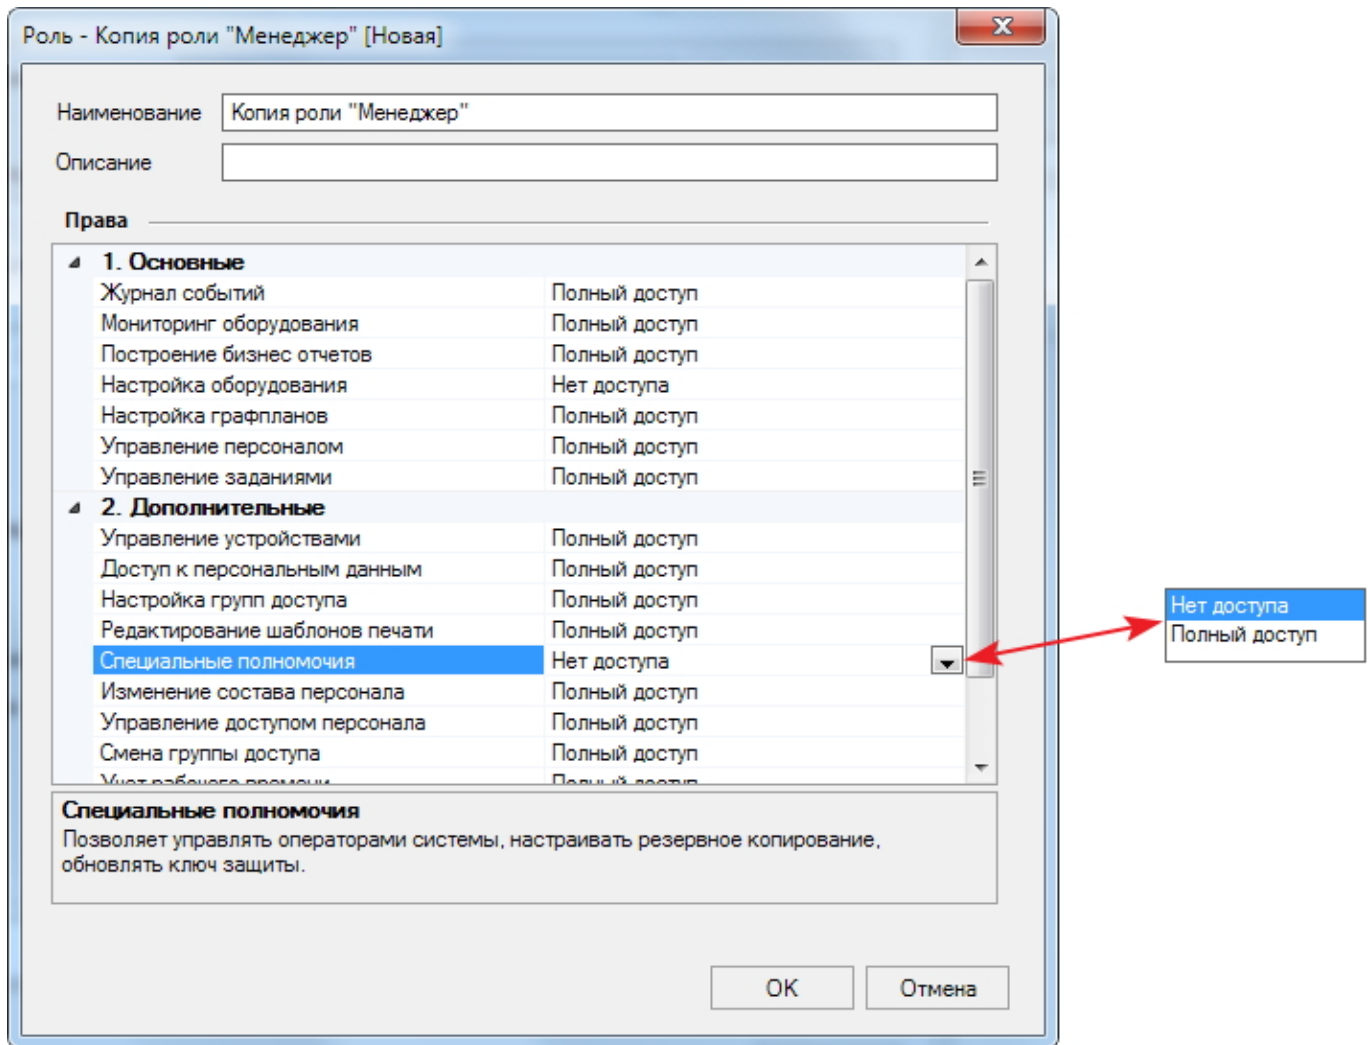 Роль - Копия роли "Менеджер" [Новая]
Наименование Копия роли "Менеджер"
Описание
Права
1. Основные
Журнал событий Полный доступ
Мониторинг оборудования Полный доступ
Построение бизнес отчетов Полный доступ
Настройка оборудования Нет доступа
Настройка графпланов Полный доступ
Управление персоналом Полный доступ
Управление заданиями Полный доступ
2. Дополнительные
Управление устройствами Полный доступ
Доступ к персональным данным Полный доступ
Настройка групп доступа Полный доступ
Редактирование шаблонов печати Полный доступ
Специальные полномочия Нет доступа
Изменение состава персонала Полный доступ
Управление доступом персонала Полный доступ
Смена группы доступа Полный доступ
Учет рабочего времени Полный доступ
Специальные полномочия
Позволяет управлять операторами системы, настраивать резервное копирование,
обновлять ключ защиты.
OK Отмена
Нет доступа
Полный доступ